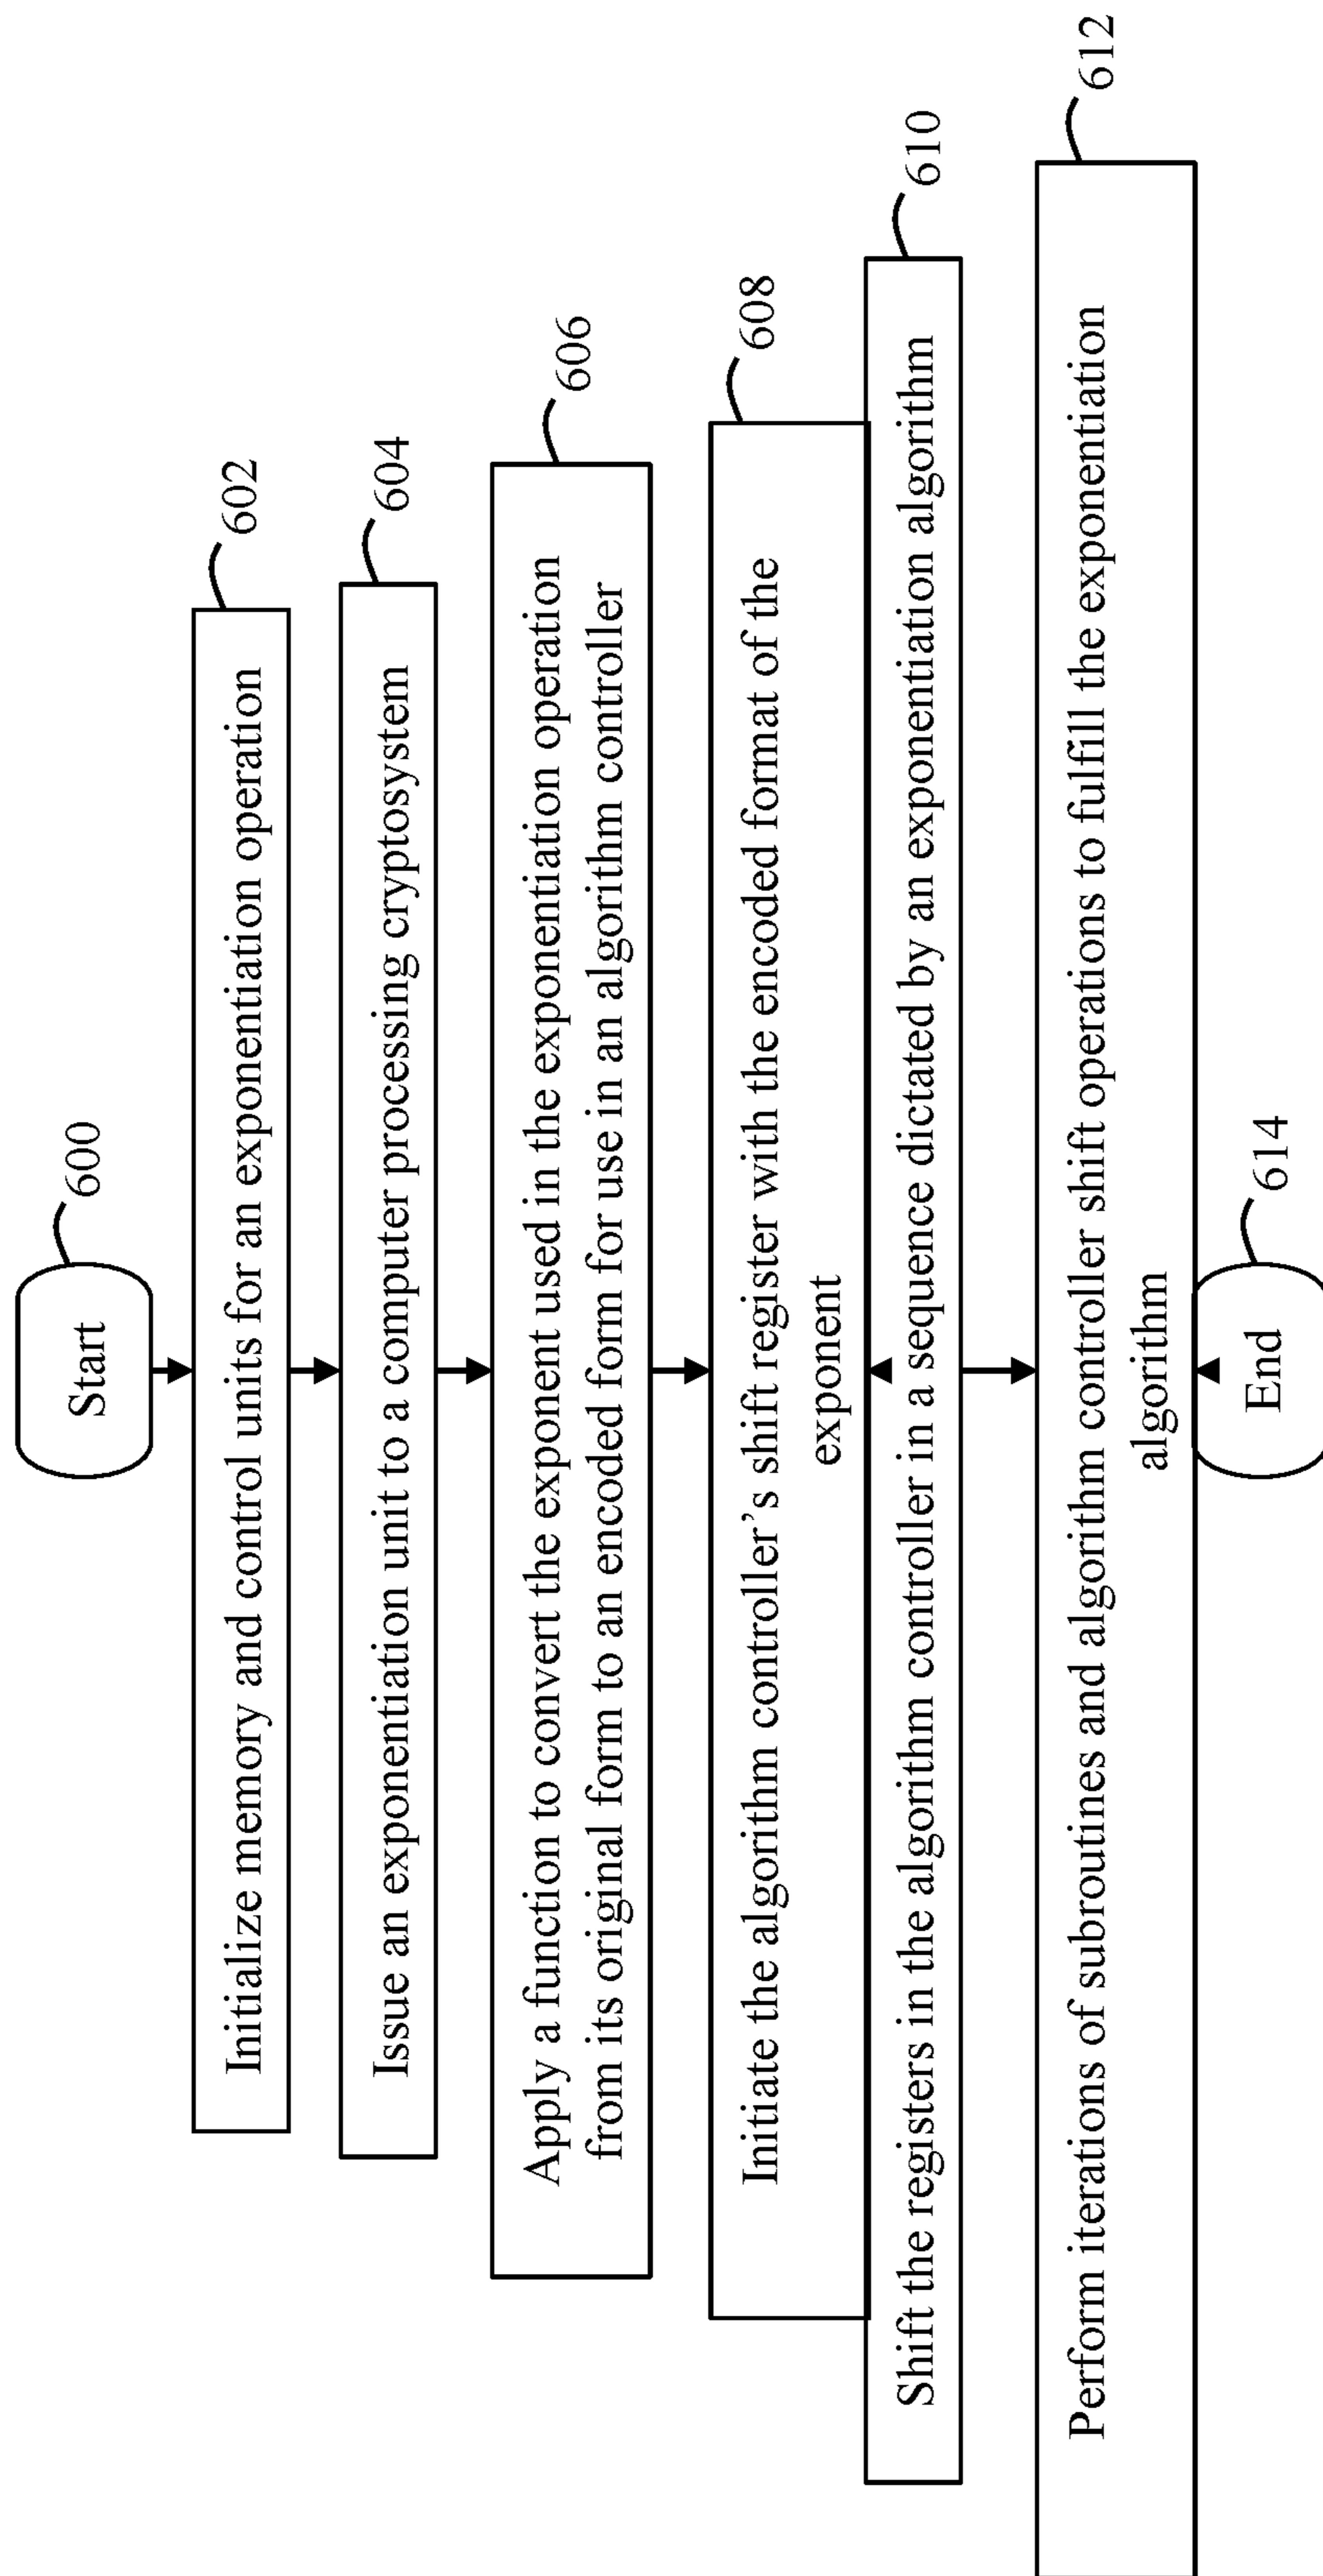 Start
600
Initialize memory and control units for an exponentiation operation
602
Issue an exponentiation unit to a computer processing cryptosystem
604
Apply a function to convert the exponent used in the exponentiation operation
from its original form to an encoded form for use in an algorithm controller
606
Initiate the algorithm controller’s shift register with the encoded format of the
exponent
608
Shift the registers in the algorithm controller in a sequence dictated by an exponentiation algorithm
610
Perform iterations of subroutines and algorithm controller shift operations to fulfill the exponentiation
algorithm
612
End
614